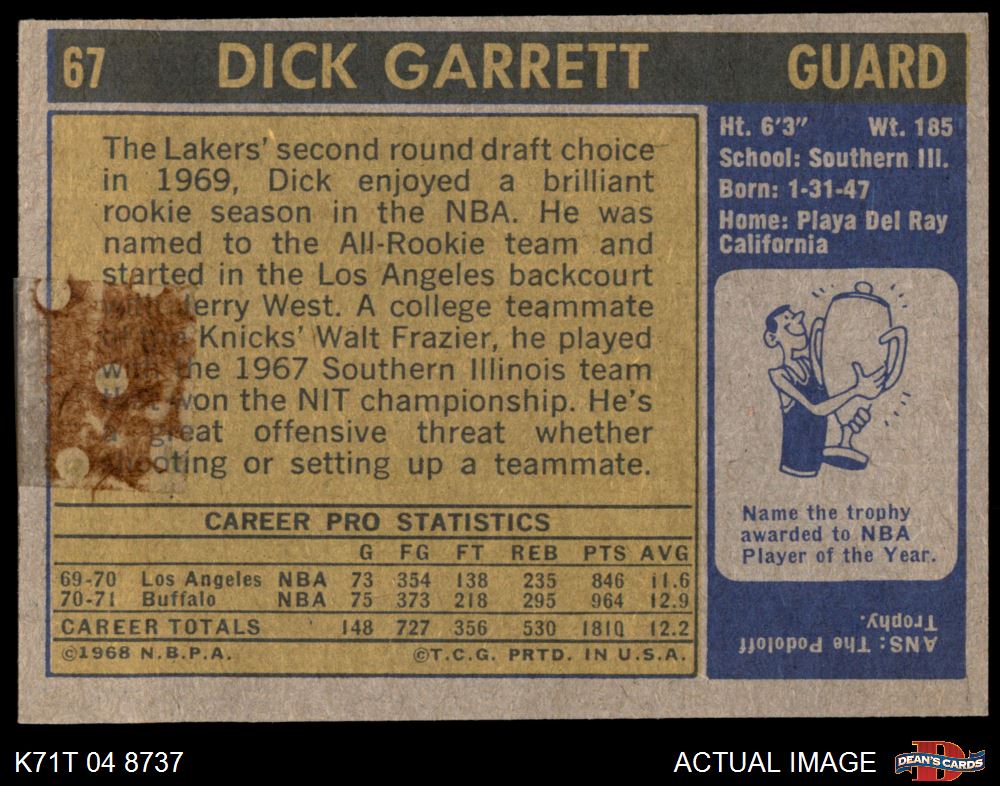 67 DICK GARRETT GUARD
The Lakers' second round draft choice
in 1969, Dick enjoyed a brilliant
rookie season in the NBA. He was
named to the All-Rookie team and
started in the Los Angeles backcourt
with Jerry West. A college teammate
of the Knicks' Walt Frazier, he played
with the 1967 Southern Illinois team
that won the NIT championship. He's
a great offensive threat whether
shooting or setting up a teammate.
CAREER PRO STATISTICS
G FG FT REB PTS AVG
69-70 Los Angeles NBA 73 354 138 235 846 11.6
70-71 Buffalo NBA 75 373 218 295 964 12.9
CAREER TOTALS 148 727 356 530 1810 12.2
©1968 N.B.P.A. ©T.C.G. PRTD. IN U.S.A.
Ht. 6'3" Wt. 185
School: Southern Ill.
Born: 1-31-47
Home: Playa Del Ray
California
Name the trophy
awarded to NBA
Player of the Year.
ANS: The Podoloff
Trophy.
K71T 04 8737 ACTUAL IMAGE
D
DEAN'S CARDS